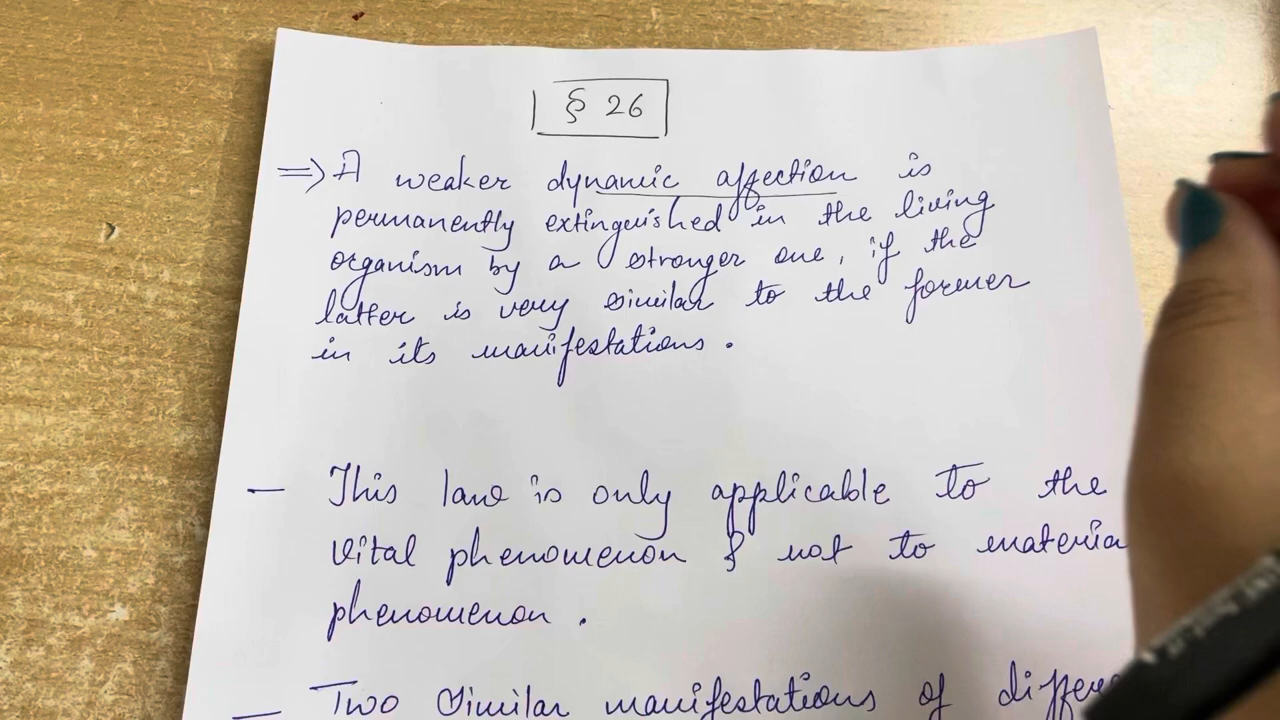 § 26
⇒ A weaker dynamic affection is
permanently extinguished in the living
organism by a stronger one, if the
latter is very similar to the former
in its manifestations.
- This law is only applicable to the
vital phenomenon & not to materia
phenomenon.
- Two Similar manifestations of differe